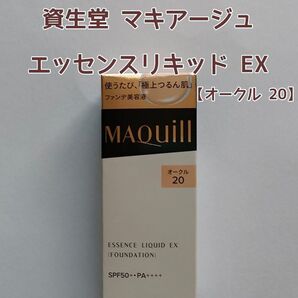 資生堂 マキアージュ
エッセンスリキッド EX
【オークル 20】
使うたび、「極上つるん肌」
ファンデ美容液
MAQuill
オークル
20
ESSENCE LIQUID EX
(FOUNDATION)
SPF50・・PA++++